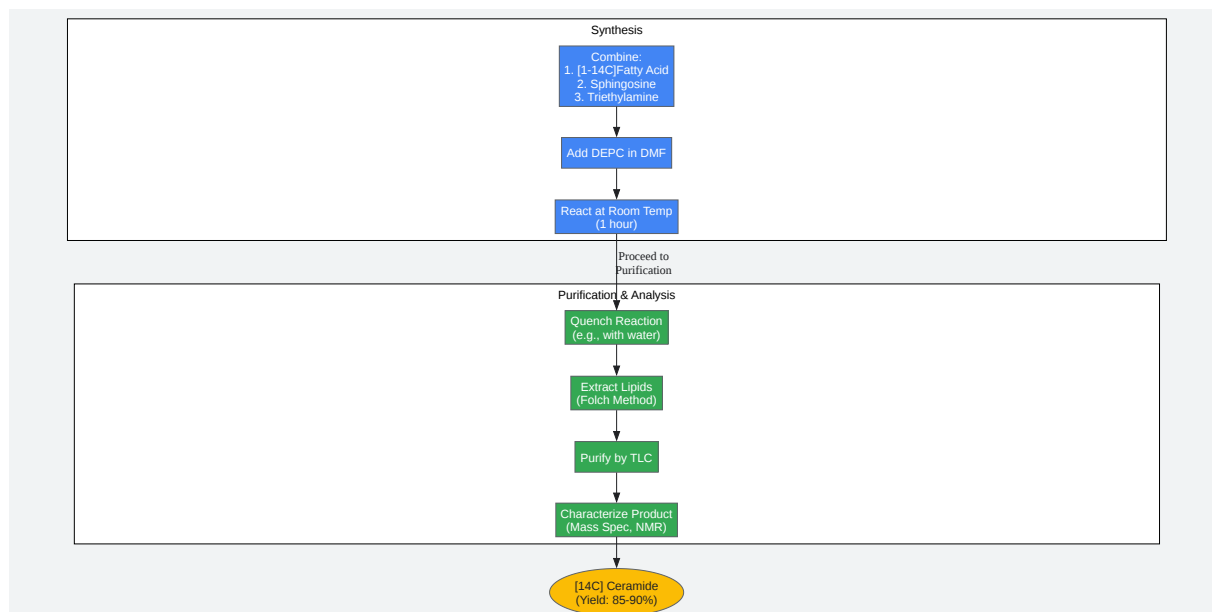 Synthesis
Combine:
1. [1-14C]Fatty Acid
2. Sphingosine
3. Triethylamine
Add DEPC in DMF
React at Room Temp
(1 hour)
Proceed to
Purification
Purification & Analysis
Quench Reaction
(e.g., with water)
Extract Lipids
(Folch Method)
Purify by TLC
Characterize Product
(Mass Spec, NMR)
[14C] Ceramide
(Yield: 85-90%)